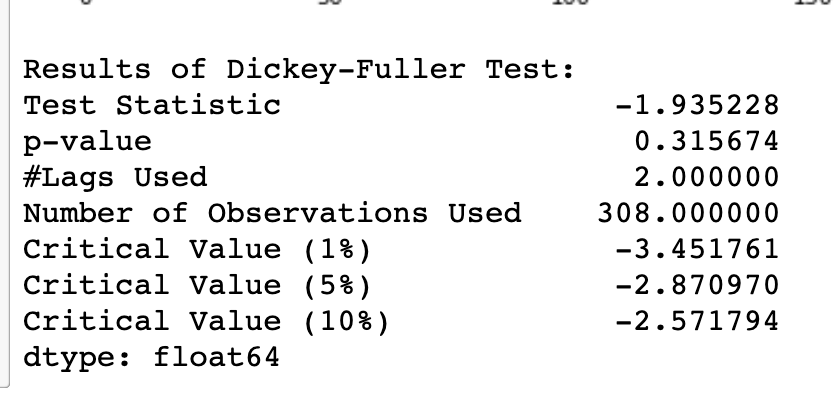 Results of Dickey-Fuller Test:
Test Statistic -1.935228
p-value 0.315674
#Lags Used 2.000000
Number of Observations Used 308.000000
Critical Value (1%) -3.451761
Critical Value (5%) -2.870970
Critical Value (10%) -2.571794
dtype: float64